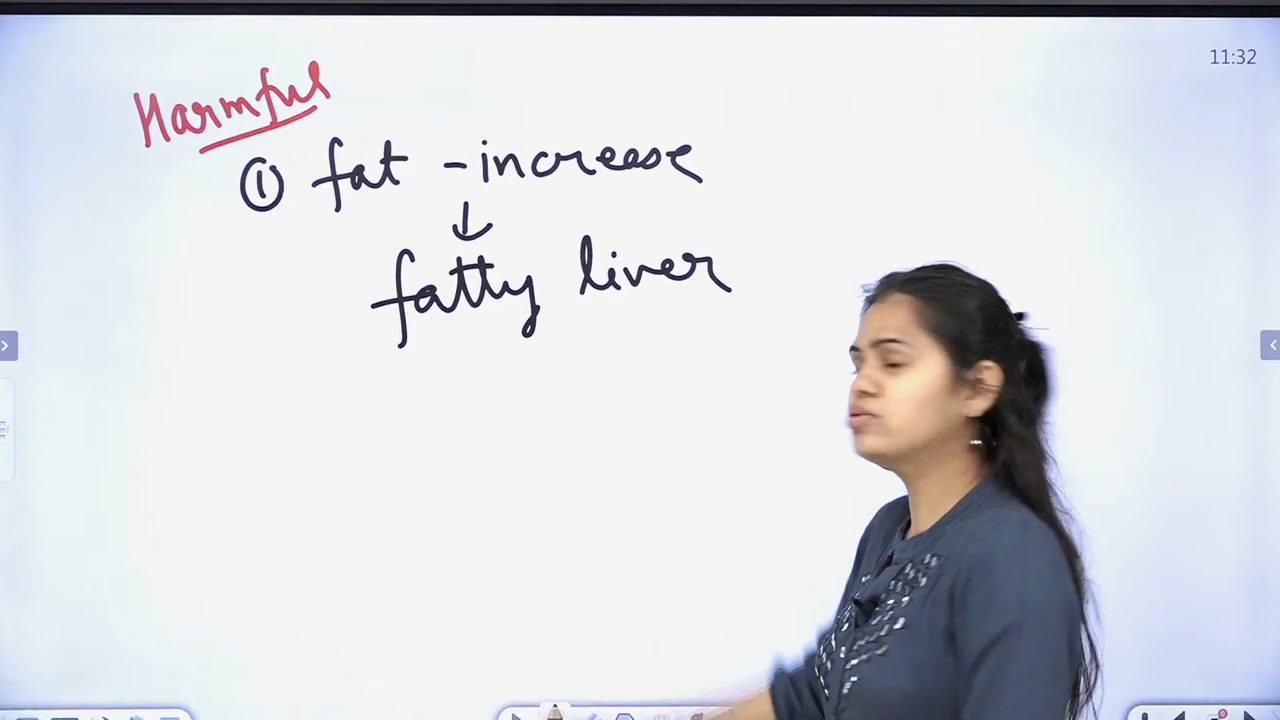 11:32
Harmful
① fat - increase
↓
fatty liver